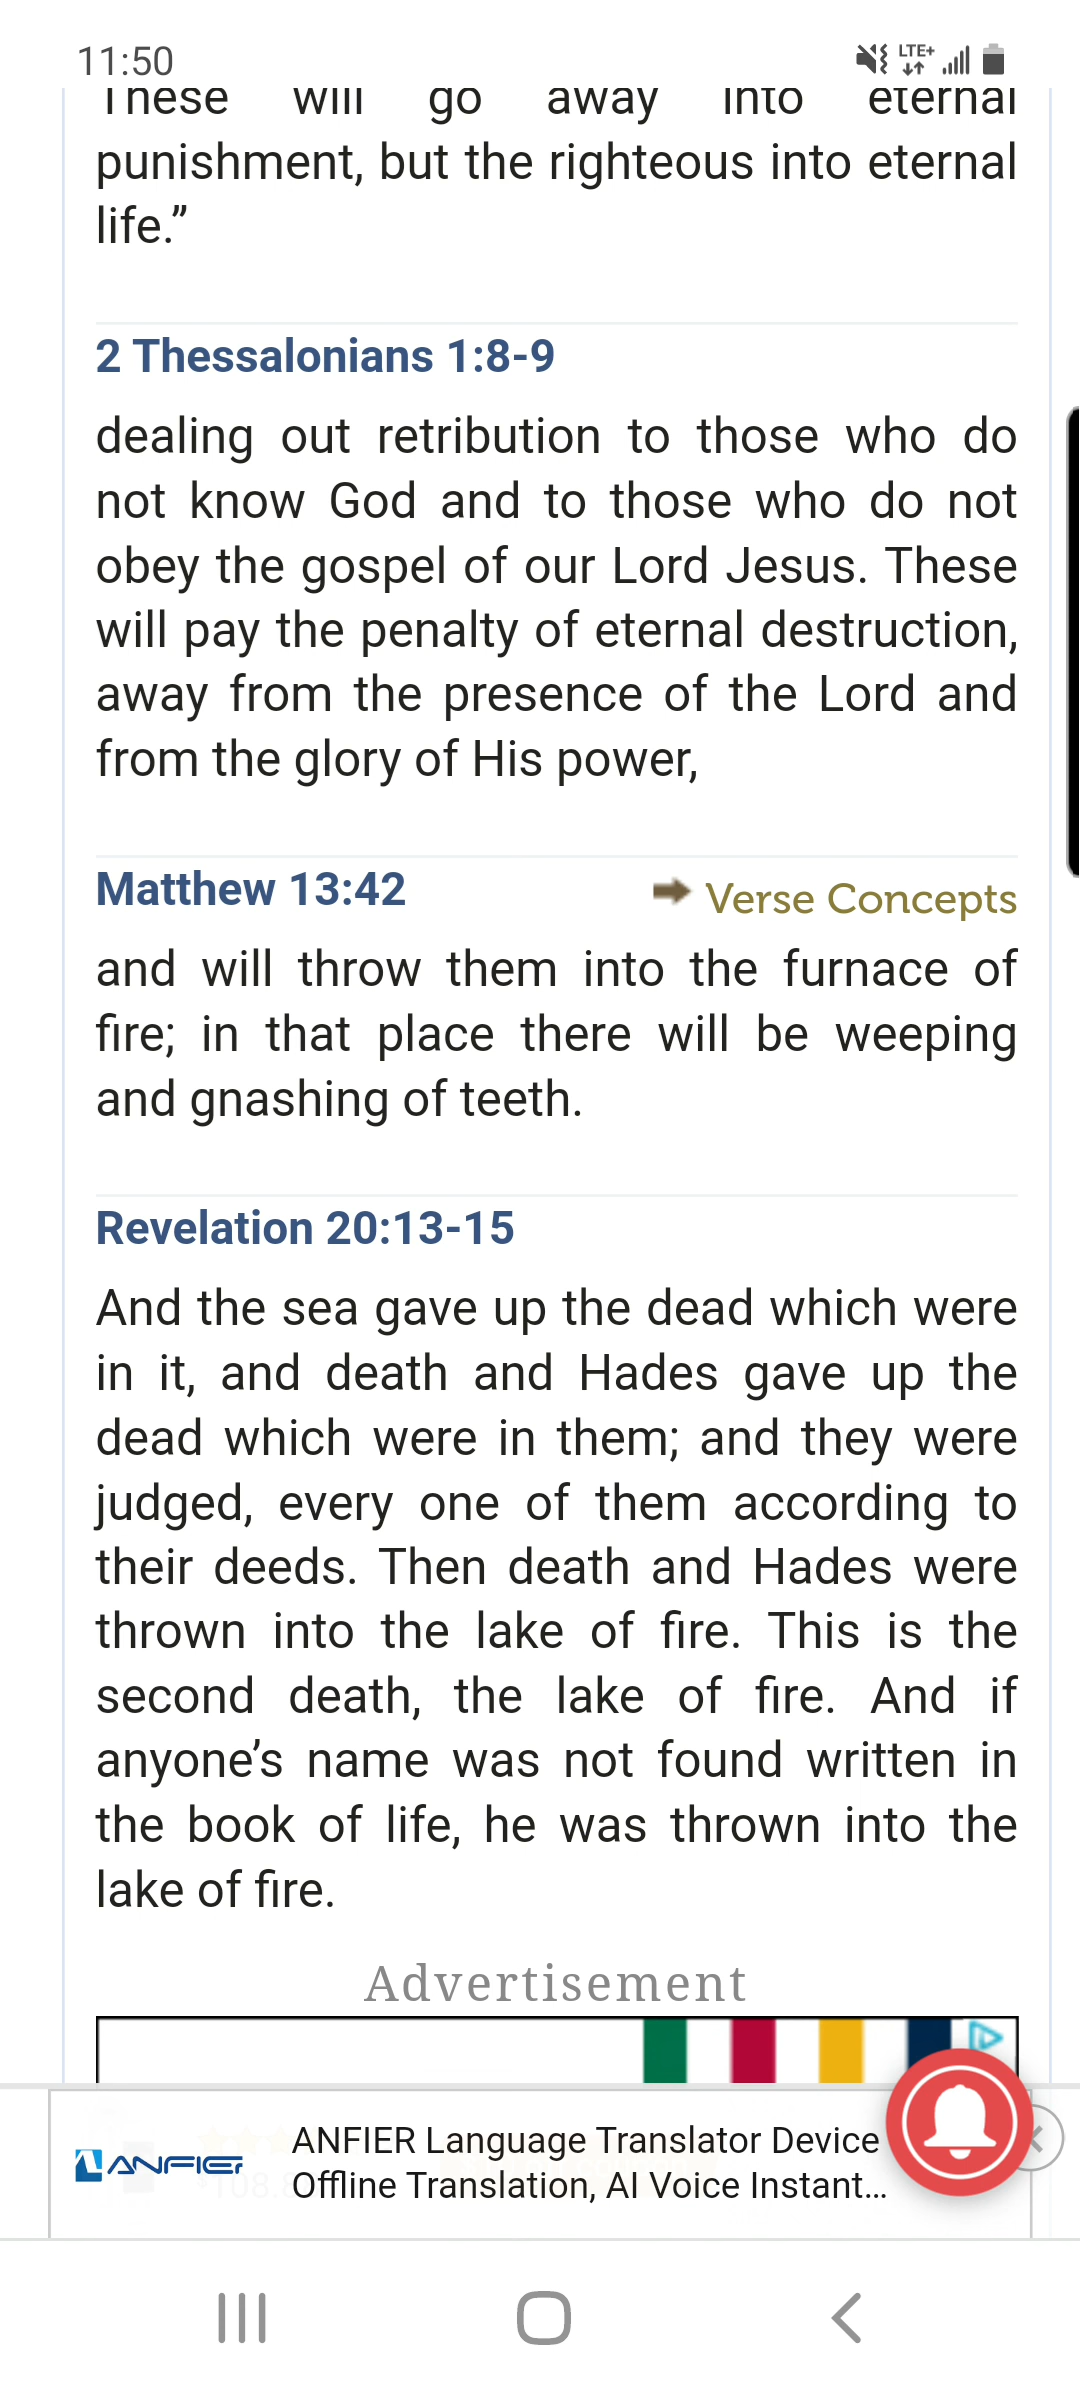 11:50
LTE+
These will go away into eternal
punishment, but the righteous into eternal
life.”
2 Thessalonians 1:8-9
dealing out retribution to those who do
not know God and to those who do not
obey the gospel of our Lord Jesus. These
will pay the penalty of eternal destruction,
away from the presence of the Lord and
from the glory of His power,
Matthew 13:42
Verse Concepts
and will throw them into the furnace of
fire; in that place there will be weeping
and gnashing of teeth.
Revelation 20:13-15
And the sea gave up the dead which were
in it, and death and Hades gave up the
dead which were in them; and they were
judged, every one of them according to
their deeds. Then death and Hades were
thrown into the lake of fire. This is the
second death, the lake of fire. And if
anyone’s name was not found written in
the book of life, he was thrown into the
lake of fire.
Advertisement
ANFIER
ANFIER Language Translator Device
Offline Translation, AI Voice Instant...